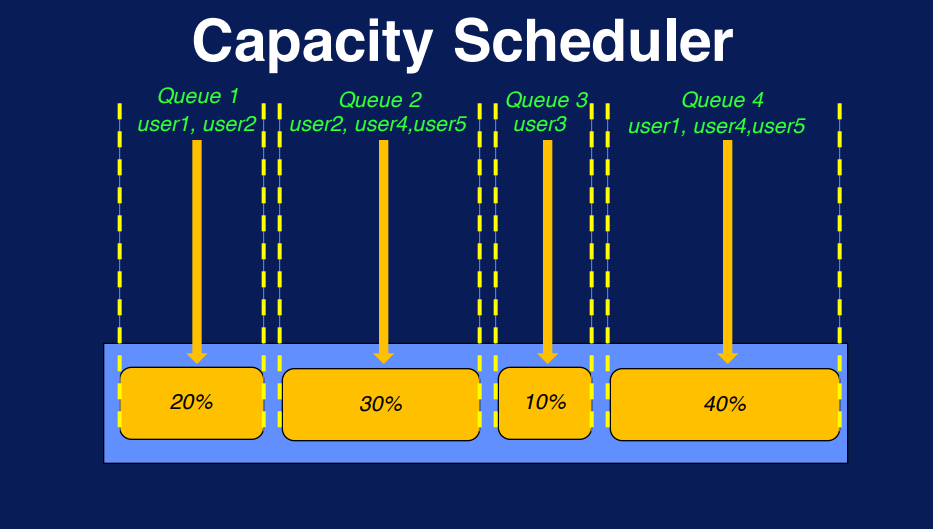 Capacity Scheduler
Queue 1
user1, user2
Queue 2
user2, user4,user5
Queue 3
user3
Queue 4
user1, user4,user5
20%
30%
10%
40%